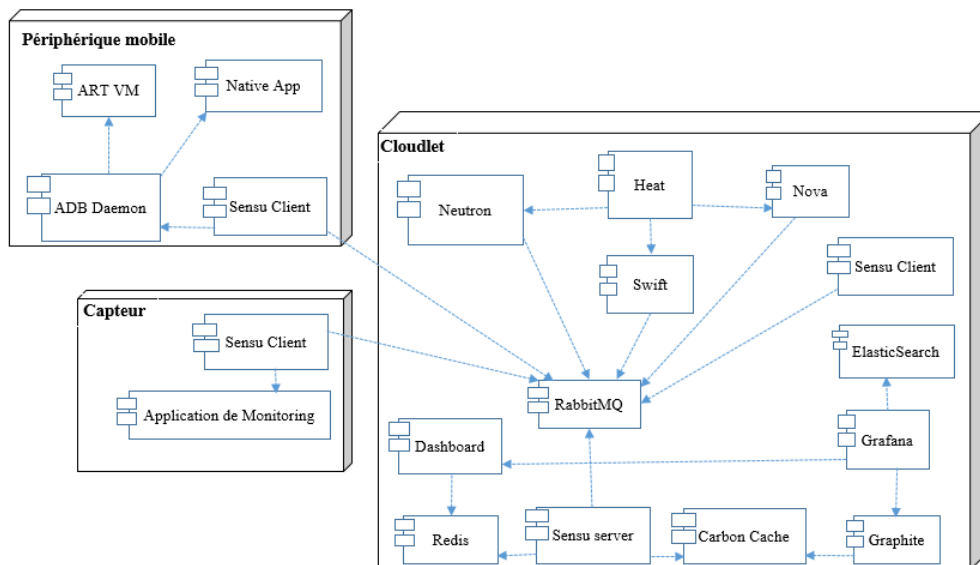 Périphérique mobile
ART VM
Native App
ADB Daemon
Sensu Client
Capteur
Sensu Client
Application de Monitoring
Cloudlet
Neutron
Heat
Nova
Swift
Sensu Client
ElasticSearch
RabbitMQ
Dashboard
Grafana
Redis
Sensu server
Carbon Cache
Graphite